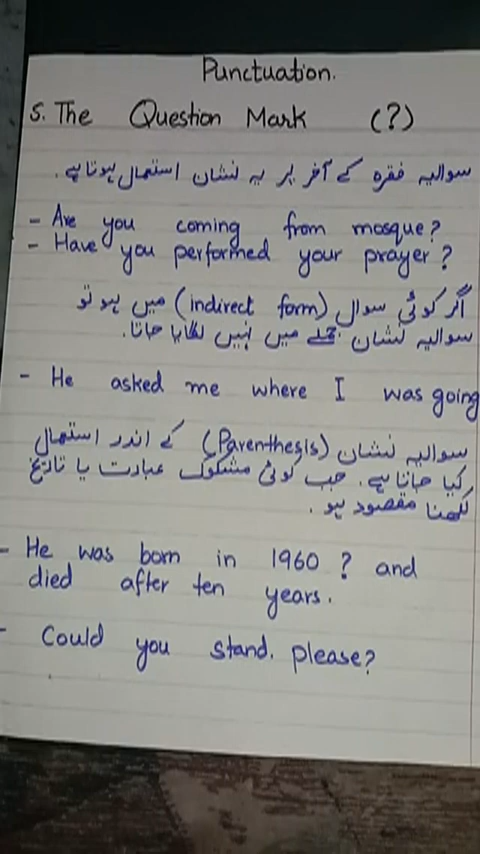 Punctuation.
5. The Question Mark (?)
سوالیہ فقرہ کے آخر پر یہ نشان استعمال ہوتا ہے.
- Are you coming from mosque?
- Have you performed your prayer?
اگر کوئی سوال (indirect form) میں ہو تو
سوالیہ نشان جملے میں نہیں لگایا جاتا.
- He asked me where I was going
سوالیہ نشان (Parenthesis) کے اندر استعمال
کیا جاتا ہے. جب کوئی مشکوک عبارت یا تاریخ
لکھنا مقصود ہو.
- He was born in 1960 ? and
died after ten years.
- Could you stand. please?